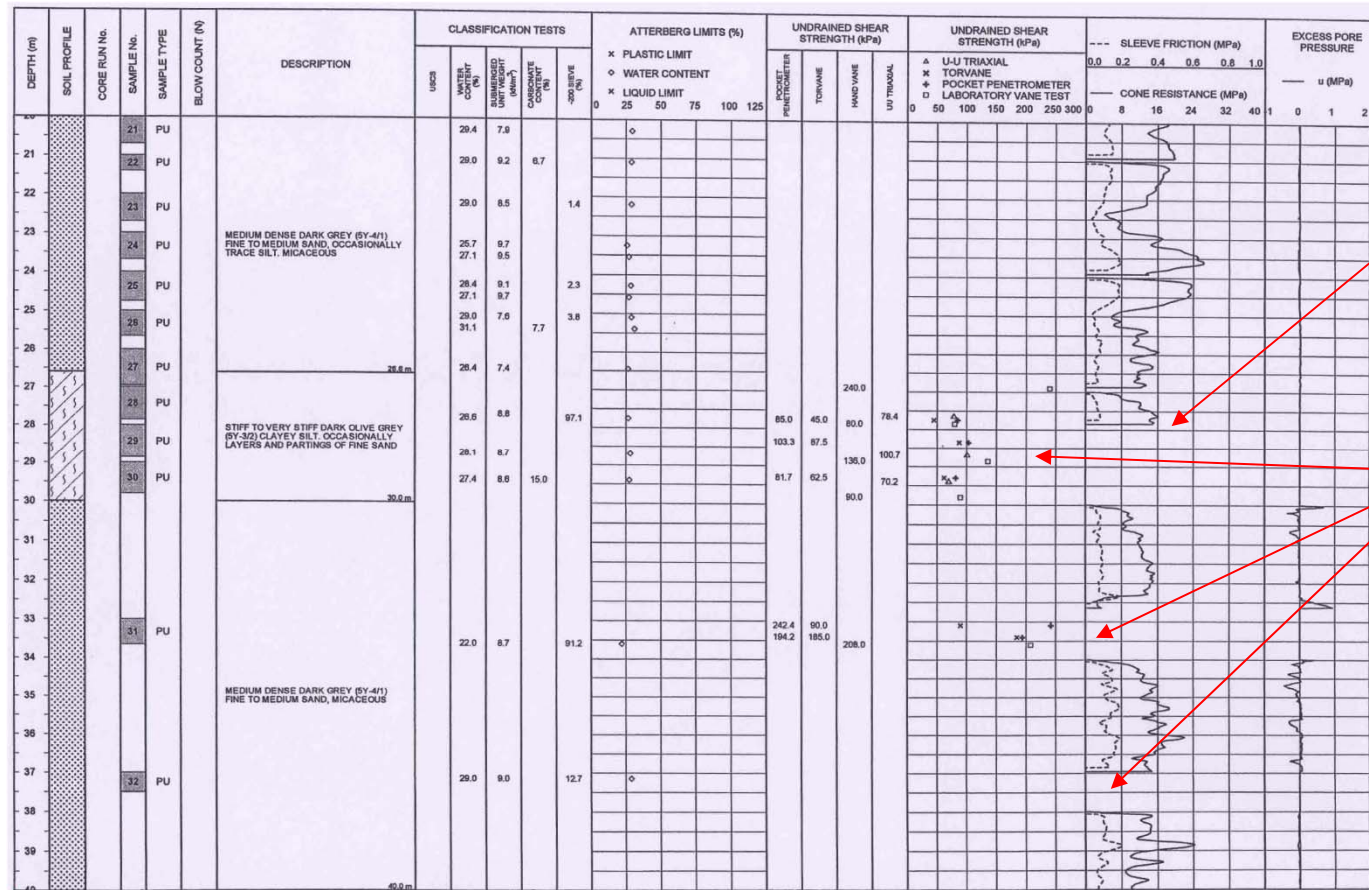 DEPTH (m)
SOIL PROFILE
CORE RUN No.
SAMPLE No.
SAMPLE TYPE
BLOW COUNT (N)
DESCRIPTION
CLASSIFICATION TESTS
USCS
WATER CONTENT (%)
SUBMERGED UNIT WEIGHT (kN/m³)
CARBONATE CONTENT (%)
-200 SIEVE (%)
ATTERBERG LIMITS (%)
× PLASTIC LIMIT
◇ WATER CONTENT
× LIQUID LIMIT
0 25 50 75 100 125
UNDRAINED SHEAR
STRENGTH (kPa)
POCKET PENETROMETER
TORVANE
HAND VANE
UU TRIAXIAL
UNDRAINED SHEAR
STRENGTH (kPa)
△ U-U TRIAXIAL
× TORVANE
+ POCKET PENETROMETER
□ LABORATORY VANE TEST
50 100 150 200 250 300
SLEEVE FRICTION (MPa)
0.0 0.2 0.4 0.6 0.8 1.0
CONE RESISTANCE (MPa)
0 8 16 24 32 40
EXCESS PORE
PRESSURE
u (MPa)
-1 0 1 2
21 PU 29.4 7.9
21
22 PU 29.0 9.2 6.7
22
23 PU 29.0 8.5 1.4
23
MEDIUM DENSE DARK GREY (5Y-4/1)
FINE TO MEDIUM SAND, OCCASIONALLY
TRACE SILT. MICACEOUS
24 PU 25.7 9.7
27.1 9.5
24
25 PU 28.4 9.1 2.3
27.1 9.7
25
26 PU 29.0 7.6 3.8
31.1 7.7
26
27 PU 26.4 7.4
26.6 m
27
240.0
28 PU
26.6 8.8 97.1 85.0 45.0 80.0 78.4
28
STIFF TO VERY STIFF DARK OLIVE GREY
(5Y-3/2) CLAYEY SILT. OCCASIONALLY
LAYERS AND PARTINGS OF FINE SAND
29 PU 28.1 8.7 103.3 87.5 136.0 100.7
29
30 PU 27.4 8.6 15.0 81.7 62.5 90.0 70.2
30
30.0 m
31
32
33
31 PU 242.4 90.0
194.2 185.0
22.0 8.7 91.2 208.0
34
35
MEDIUM DENSE DARK GREY (5Y-4/1)
FINE TO MEDIUM SAND, MICACEOUS
36
37
32 PU 29.0 9.0 12.7
38
39
40.0 m